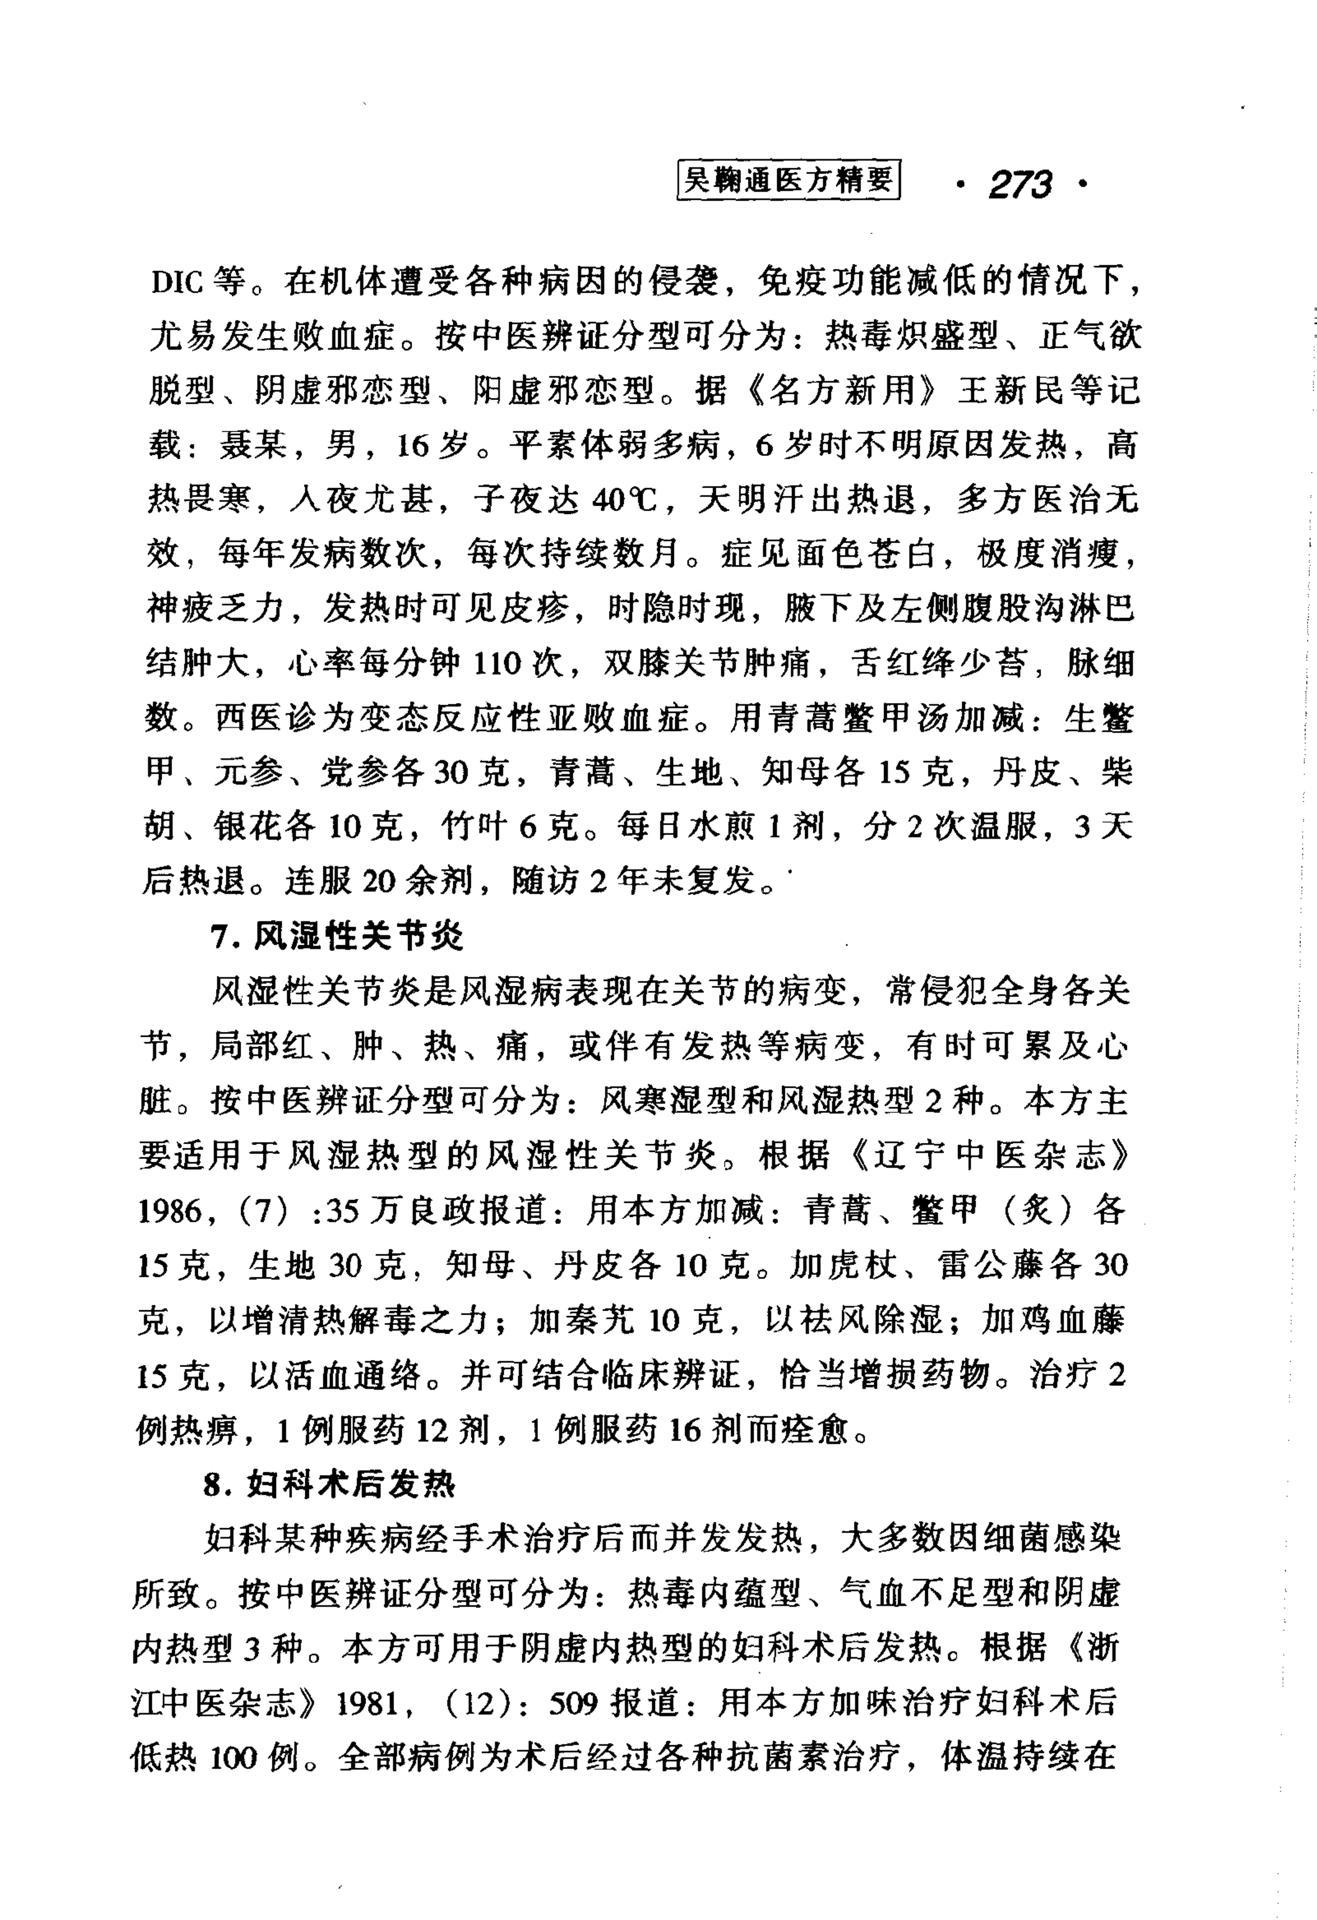 吴鞠通医方精要 · 273 ·
DIC 等。在机体遭受各种病因的侵袭，免疫功能减低的情况下，
尤易发生败血症。按中医辨证分型可分为：热毒炽盛型、正气欲
脱型、阴虚邪恋型、阳虚邪恋型。据《名方新用》王新民等记
载：聂某，男，16 岁。平素体弱多病，6 岁时不明原因发热，高
热畏寒，入夜尤甚，子夜达 40℃，天明汗出热退，多方医治无
效，每年发病数次，每次持续数月。症见面色苍白，极度消瘦，
神疲乏力，发热时可见皮疹，时隐时现，腋下及左侧腹股沟淋巴
结肿大，心率每分钟 110 次，双膝关节肿痛，舌红绛少苔，脉细
数。西医诊为变态反应性亚败血症。用青蒿鳖甲汤加减：生鳖
甲、元参、党参各 30 克，青蒿、生地、知母各 15 克，丹皮、柴
胡、银花各 10 克，竹叶 6 克。每日水煎 1 剂，分 2 次温服，3 天
后热退。连服 20 余剂，随访 2 年未复发。
7. 风湿性关节炎
风湿性关节炎是风湿病表现在关节的病变，常侵犯全身各关
节，局部红、肿、热、痛，或伴有发热等病变，有时可累及心
脏。按中医辨证分型可分为：风寒湿型和风湿热型 2 种。本方主
要适用于风湿热型的风湿性关节炎。根据《辽宁中医杂志》
1986，（7）:35 万良政报道：用本方加减：青蒿、鳖甲（炙）各
15 克，生地 30 克，知母、丹皮各 10 克。加虎杖、雷公藤各 30
克，以增清热解毒之力；加秦艽 10 克，以祛风除湿；加鸡血藤
15 克，以活血通络。并可结合临床辨证，恰当增损药物。治疗 2
例热痹，1 例服药 12 剂，1 例服药 16 剂而痊愈。
8. 妇科术后发热
妇科某种疾病经手术治疗后而并发发热，大多数因细菌感染
所致。按中医辨证分型可分为：热毒内蕴型、气血不足型和阴虚
内热型 3 种。本方可用于阴虚内热型的妇科术后发热。根据《浙
江中医杂志》1981，（12）：509 报道：用本方加味治疗妇科术后
低热 100 例。全部病例为术后经过各种抗菌素治疗，体温持续在